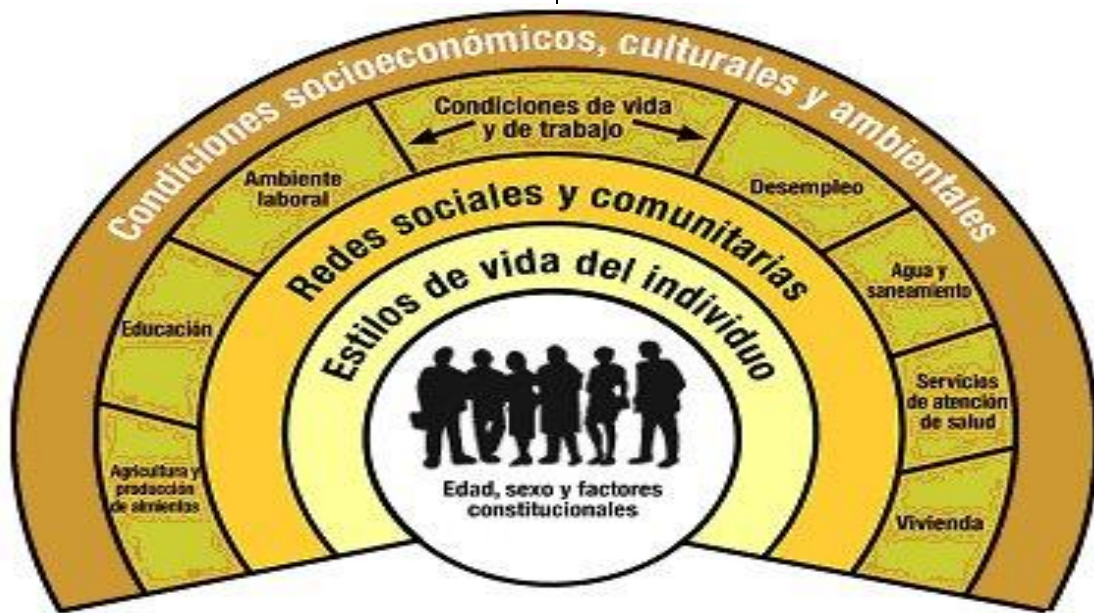 Condiciones socioeconómicos, culturales y ambientales
Condiciones de vida
y de trabajo
Ambiente
laboral
Desempleo
Redes sociales y comunitarias
Agua y
saneamiento
Estilos de vida del individuo
Educación
Servicios
de atención
de salud
Agricultura y
producción
de alimentos
Edad, sexo y factores
constitucionales
Vivienda